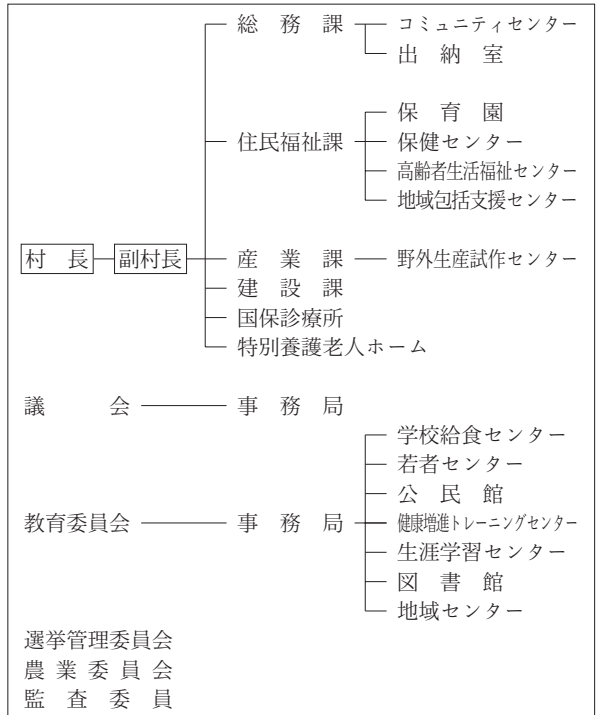 総務課 コミュニティセンター
出納室
保育園
住民福祉課 保健センター
高齢者生活福祉センター
地域包括支援センター
村長 副村長 産業課 野外生産試作センター
建設課
国保診療所
特別養護老人ホーム
議会 事務局
学校給食センター
若者センター
公民館
教育委員会 事務局 健康増進トレーニングセンター
生涯学習センター
図書館
地域センター
選挙管理委員会
農業委員会
監査委員